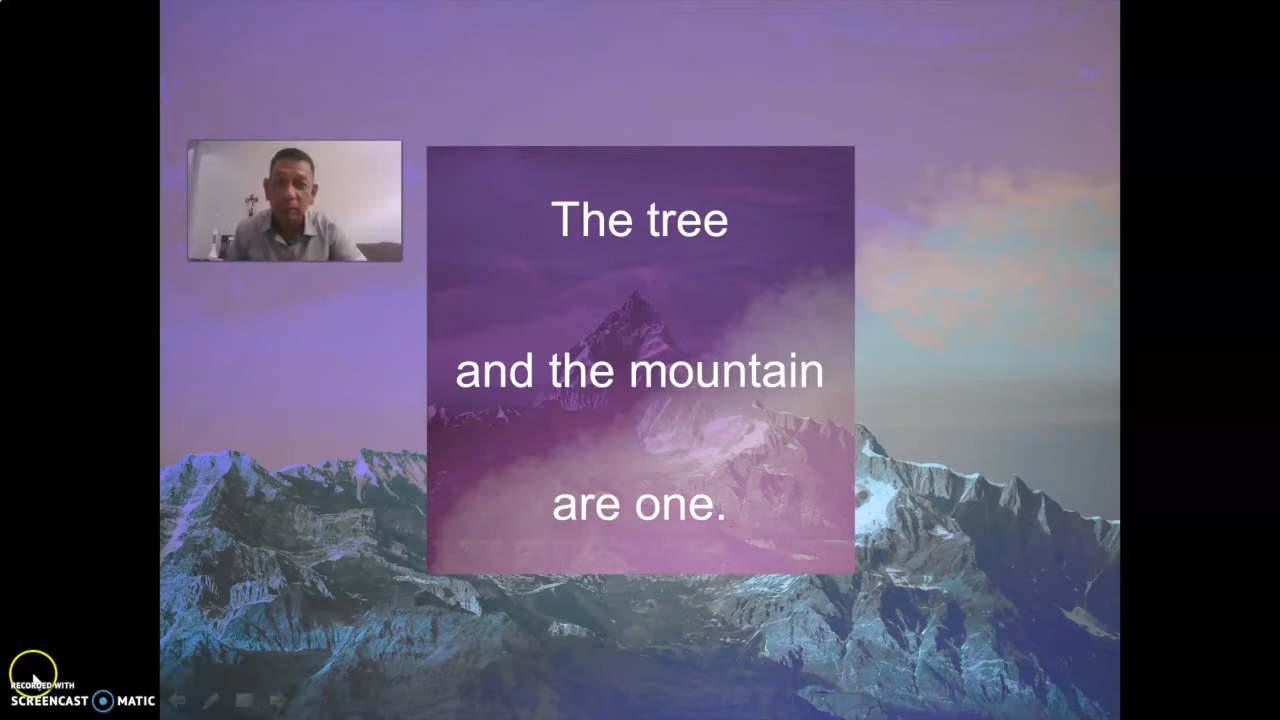 The tree
and the mountain
are one.
RECORDED WITH
SCREENCAST MATIC